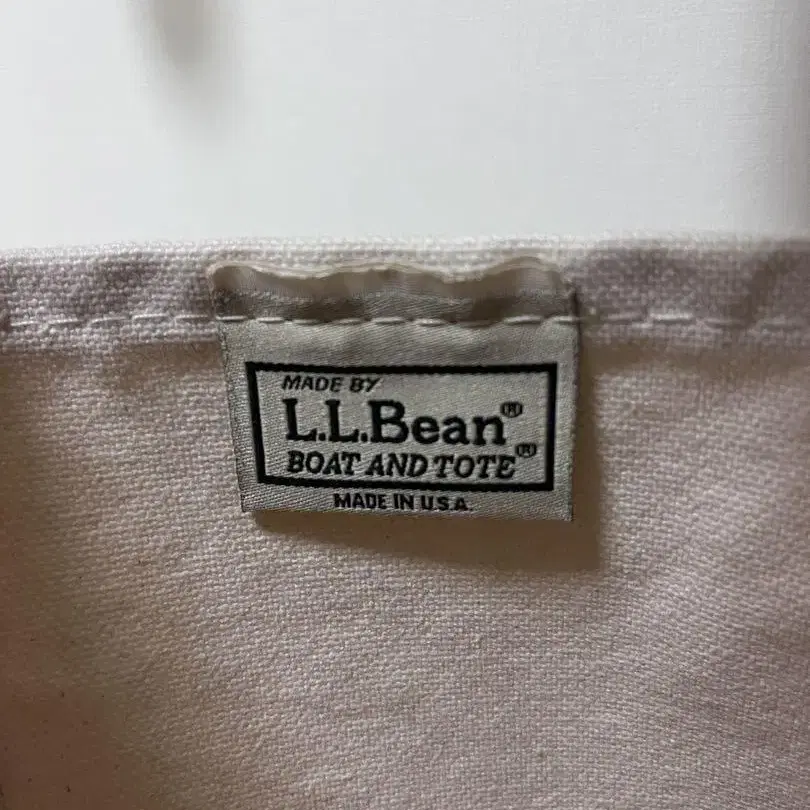 MADE BY
L.L.Bean®
BOAT AND TOTE®
MADE IN U.S.A.